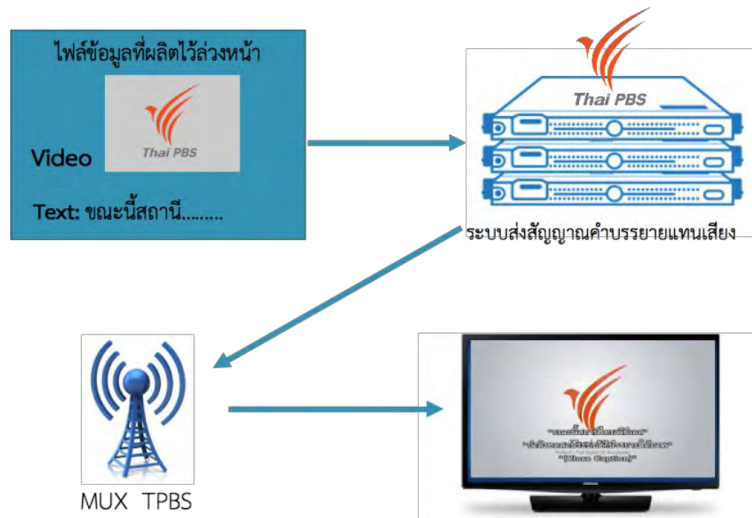 ไฟล์ข้อมูลที่ผลิตไว้ล่วงหน้า
Thai PBS
Video
Text: ขณะนี้สถานี.........
Thai PBS
ระบบส่งสัญญาณคำบรรยายแทนเสียง
MUX TPBS
(Close Caption)"
SAMSUNG